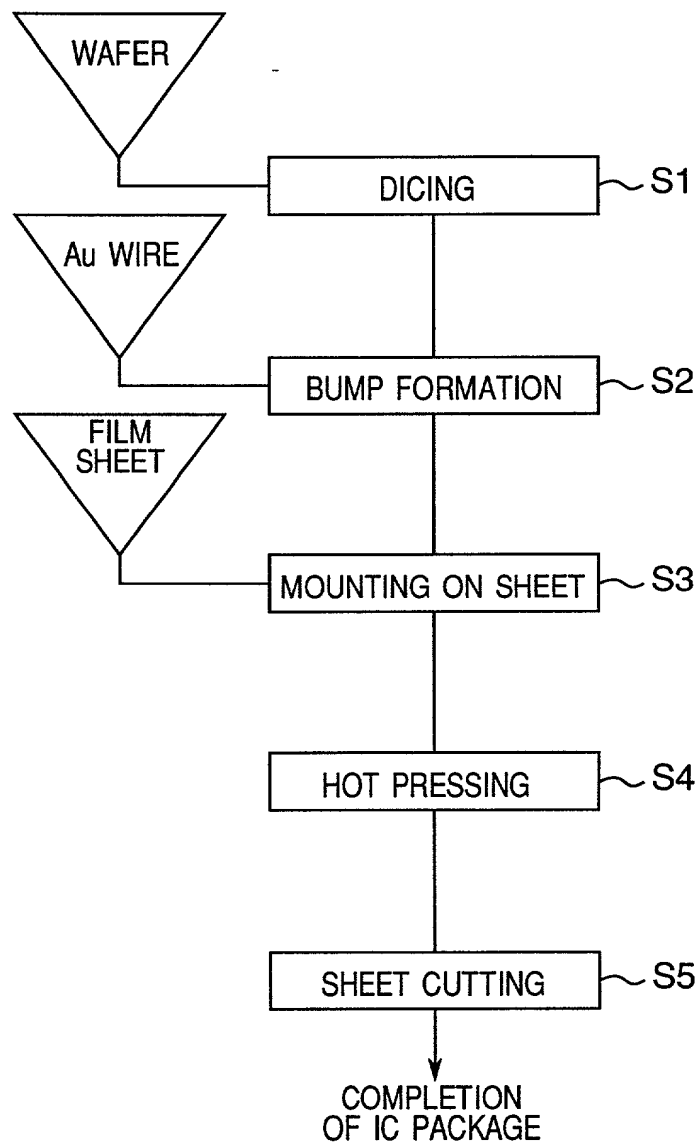 WAFER
DICING
S1
Au WIRE
BUMP FORMATION
S2
FILM
SHEET
MOUNTING ON SHEET
S3
HOT PRESSING
S4
SHEET CUTTING
S5
COMPLETION
OF IC PACKAGE